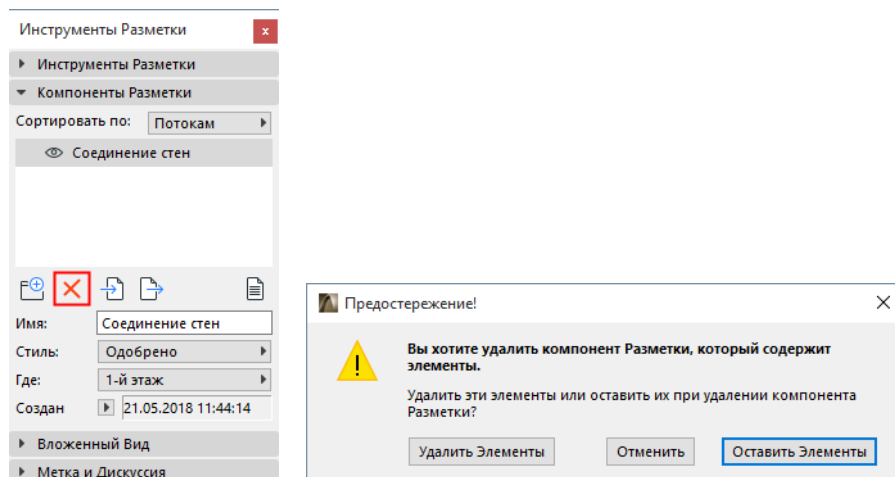 Инструменты Разметки
Инструменты Разметки
Компоненты Разметки
Сортировать по: Потокам
Соединение стен
Имя: Соединение стен
Стиль: Одобрено
Где: 1-й этаж
Создан 21.05.2018 11:44:14
Вложенный Вид
Метка и Дискуссия
Предостережение!
Вы хотите удалить компонент Разметки, который содержит
элементы.
Удалить эти элементы или оставить их при удалении компонента
Разметки?
Удалить Элементы Отменить Оставить Элементы